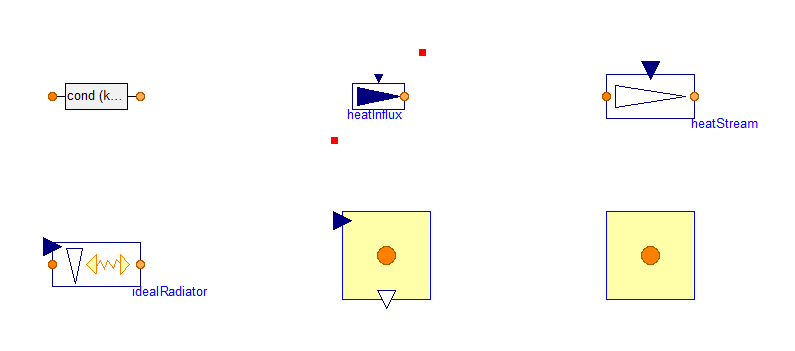 cond (k...
heatInflux
heatStream
idealRadiator